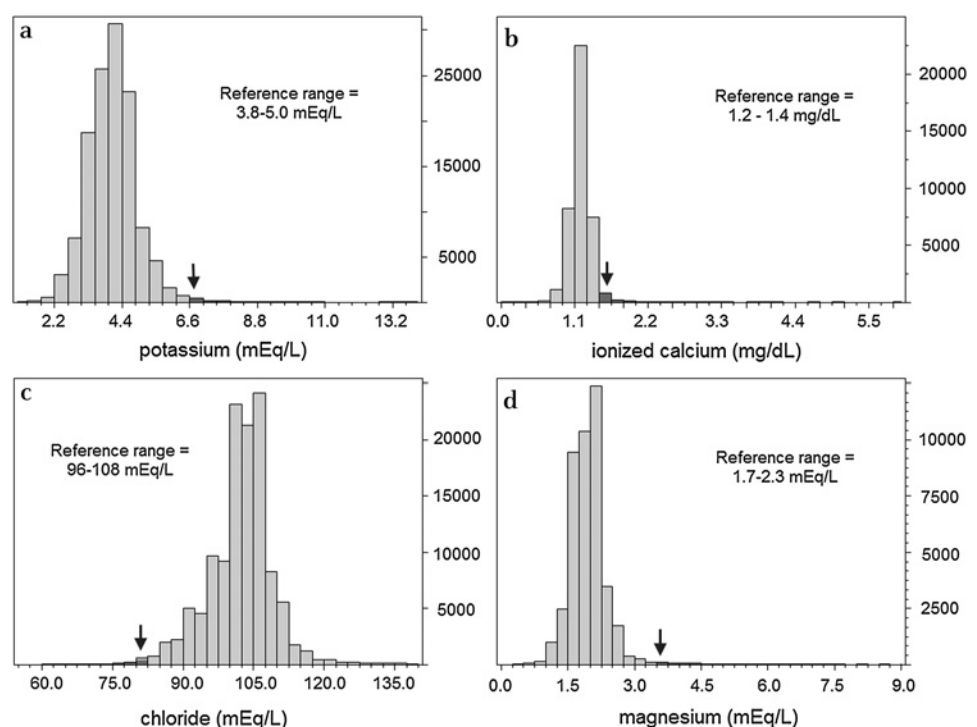 a
Reference range =
3.8-5.0 mEq/L
25000
15000
5000
2.2 4.4 6.6 8.8 11.0 13.2
potassium (mEq/L)
b
Reference range =
1.2 - 1.4 mg/dL
20000
15000
10000
5000
0.0 1.1 2.2 3.3 4.4 5.5
ionized calcium (mg/dL)
c
Reference range =
96-108 mEq/L
20000
10000
5000
60.0 90.0 105.0 120.0 135.0
chloride (mEq/L)
d
Reference range =
1.7-2.3 mEq/L
10000
7500
5000
2500
0.0 1.5 3.0 4.5 6.0 7.5 9.0
magnesium (mEq/L)